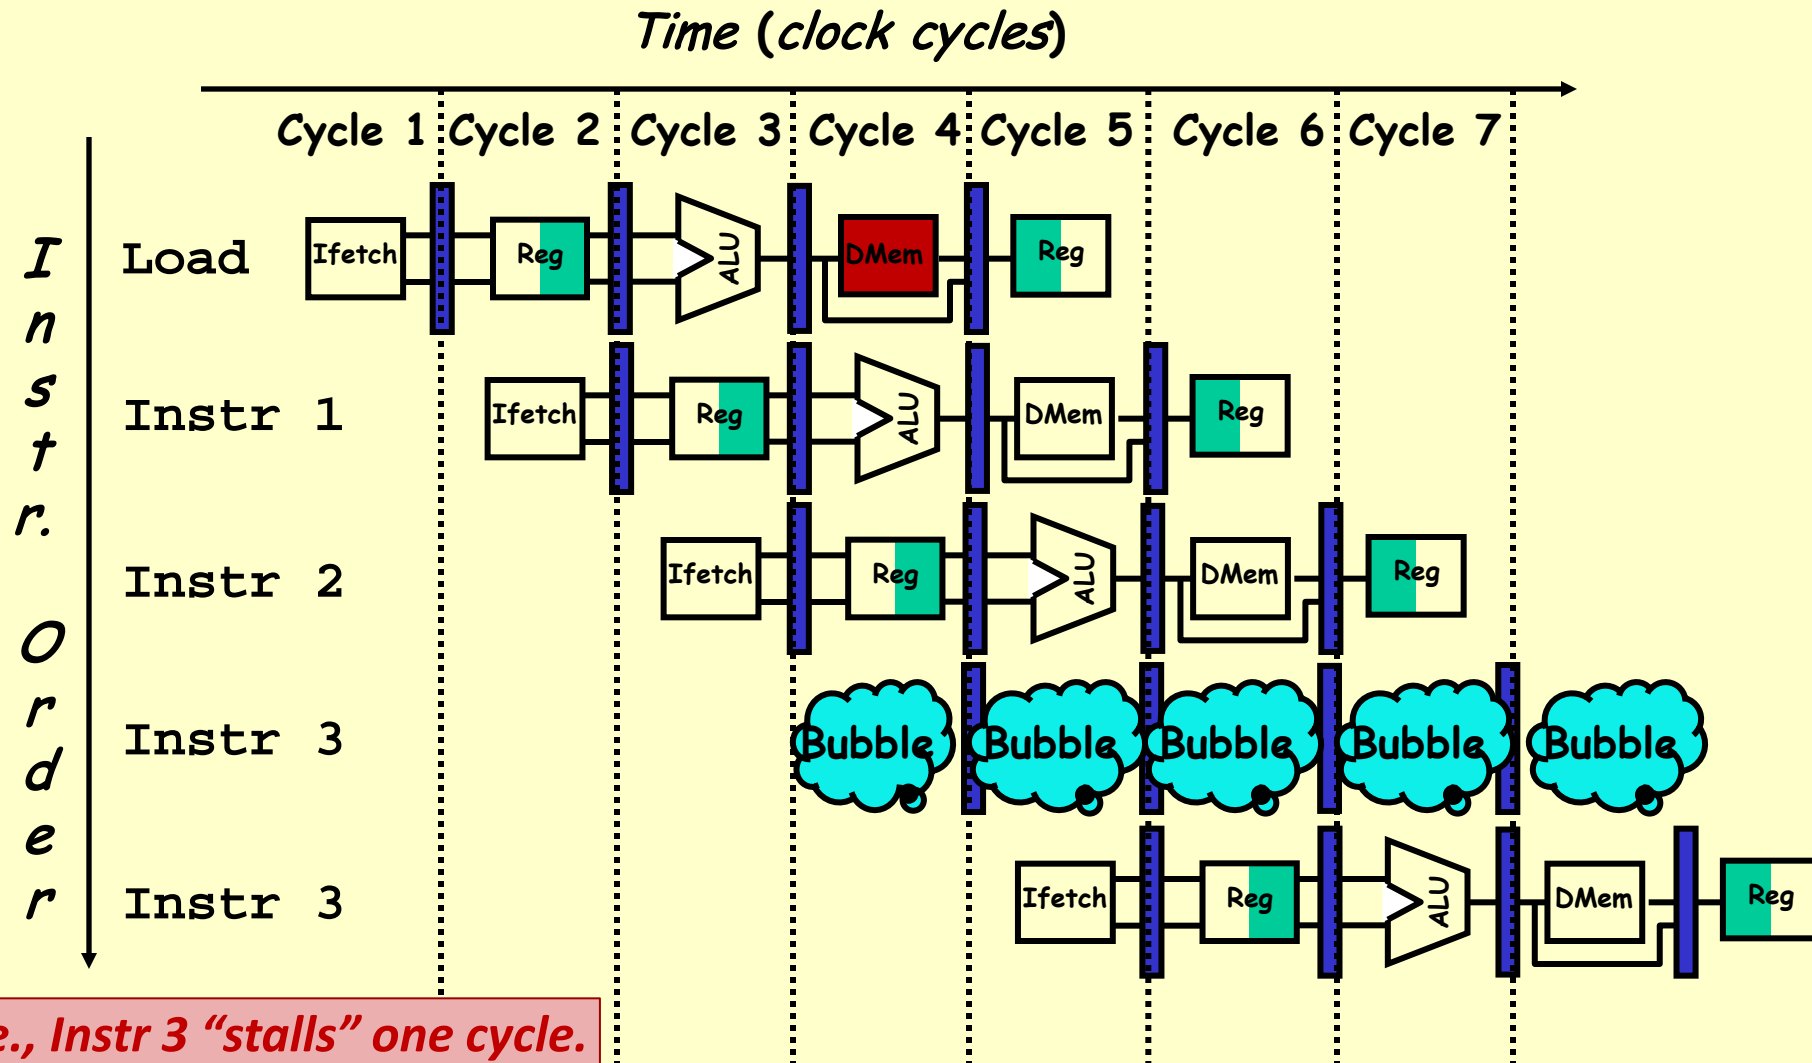 Time (clock cycles)
Cycle 1 Cycle 2 Cycle 3 Cycle 4 Cycle 5 Cycle 6 Cycle 7
Instr. Order
Load Ifetch Reg ALU DMem Reg
Instr 1 Ifetch Reg ALU DMem Reg
Instr 2 Ifetch Reg ALU DMem Reg
Instr 3 Bubble Bubble Bubble Bubble Bubble
Instr 3 Ifetch Reg ALU DMem Reg
e., Instr 3 “stalls” one cycle.